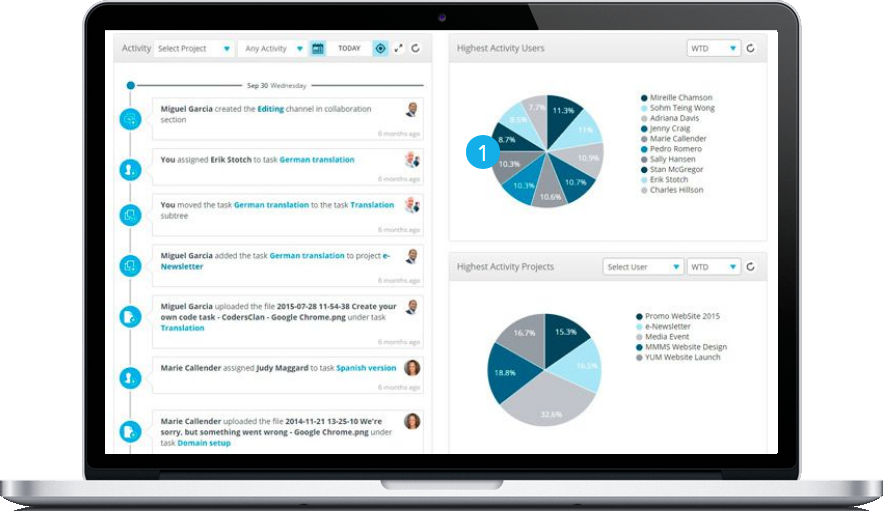 Activity Select Project Any Activity TODAY
Sep 30 Wednesday
Miguel Garcia created the Editing channel in collaboration
section
6 months ago
You assigned Erik Stotch to task German translation
6 months ago
You moved the task German translation to the task Translation
subtree
6 months ago
Miguel Garcia added the task German translation to project e-
Newsletter
6 months ago
Miguel Garcia uploaded the file 2015-07-28 11-54-38 Create your
own code task - CodersClan - Google Chrome.png under task
Translation
6 months ago
Marie Callender assigned Judy Maggard to task Spanish version
6 months ago
Marie Callender uploaded the file 2014-11-21 13-25-10 We're
sorry, but something went wrong - Google Chrome.png under
task Domain setup
Highest Activity Users WTD
7.7% 11.3%
8.5% 11%
8.7% 10.9%
1
10.3% 10.7%
10.3% 10.6%
Mireille Chamson
Sohm Teing Wong
Adriana Davis
Jenny Craig
Marie Callender
Pedro Romero
Sally Hansen
Stan McGregor
Erik Stotch
Charles Hillson
Highest Activity Projects Select User WTD
16.7% 15.3%
18.8% 16.5%
32.6%
Promo WebSite 2015
e-Newsletter
Media Event
MMMS Website Design
YUM Website Launch